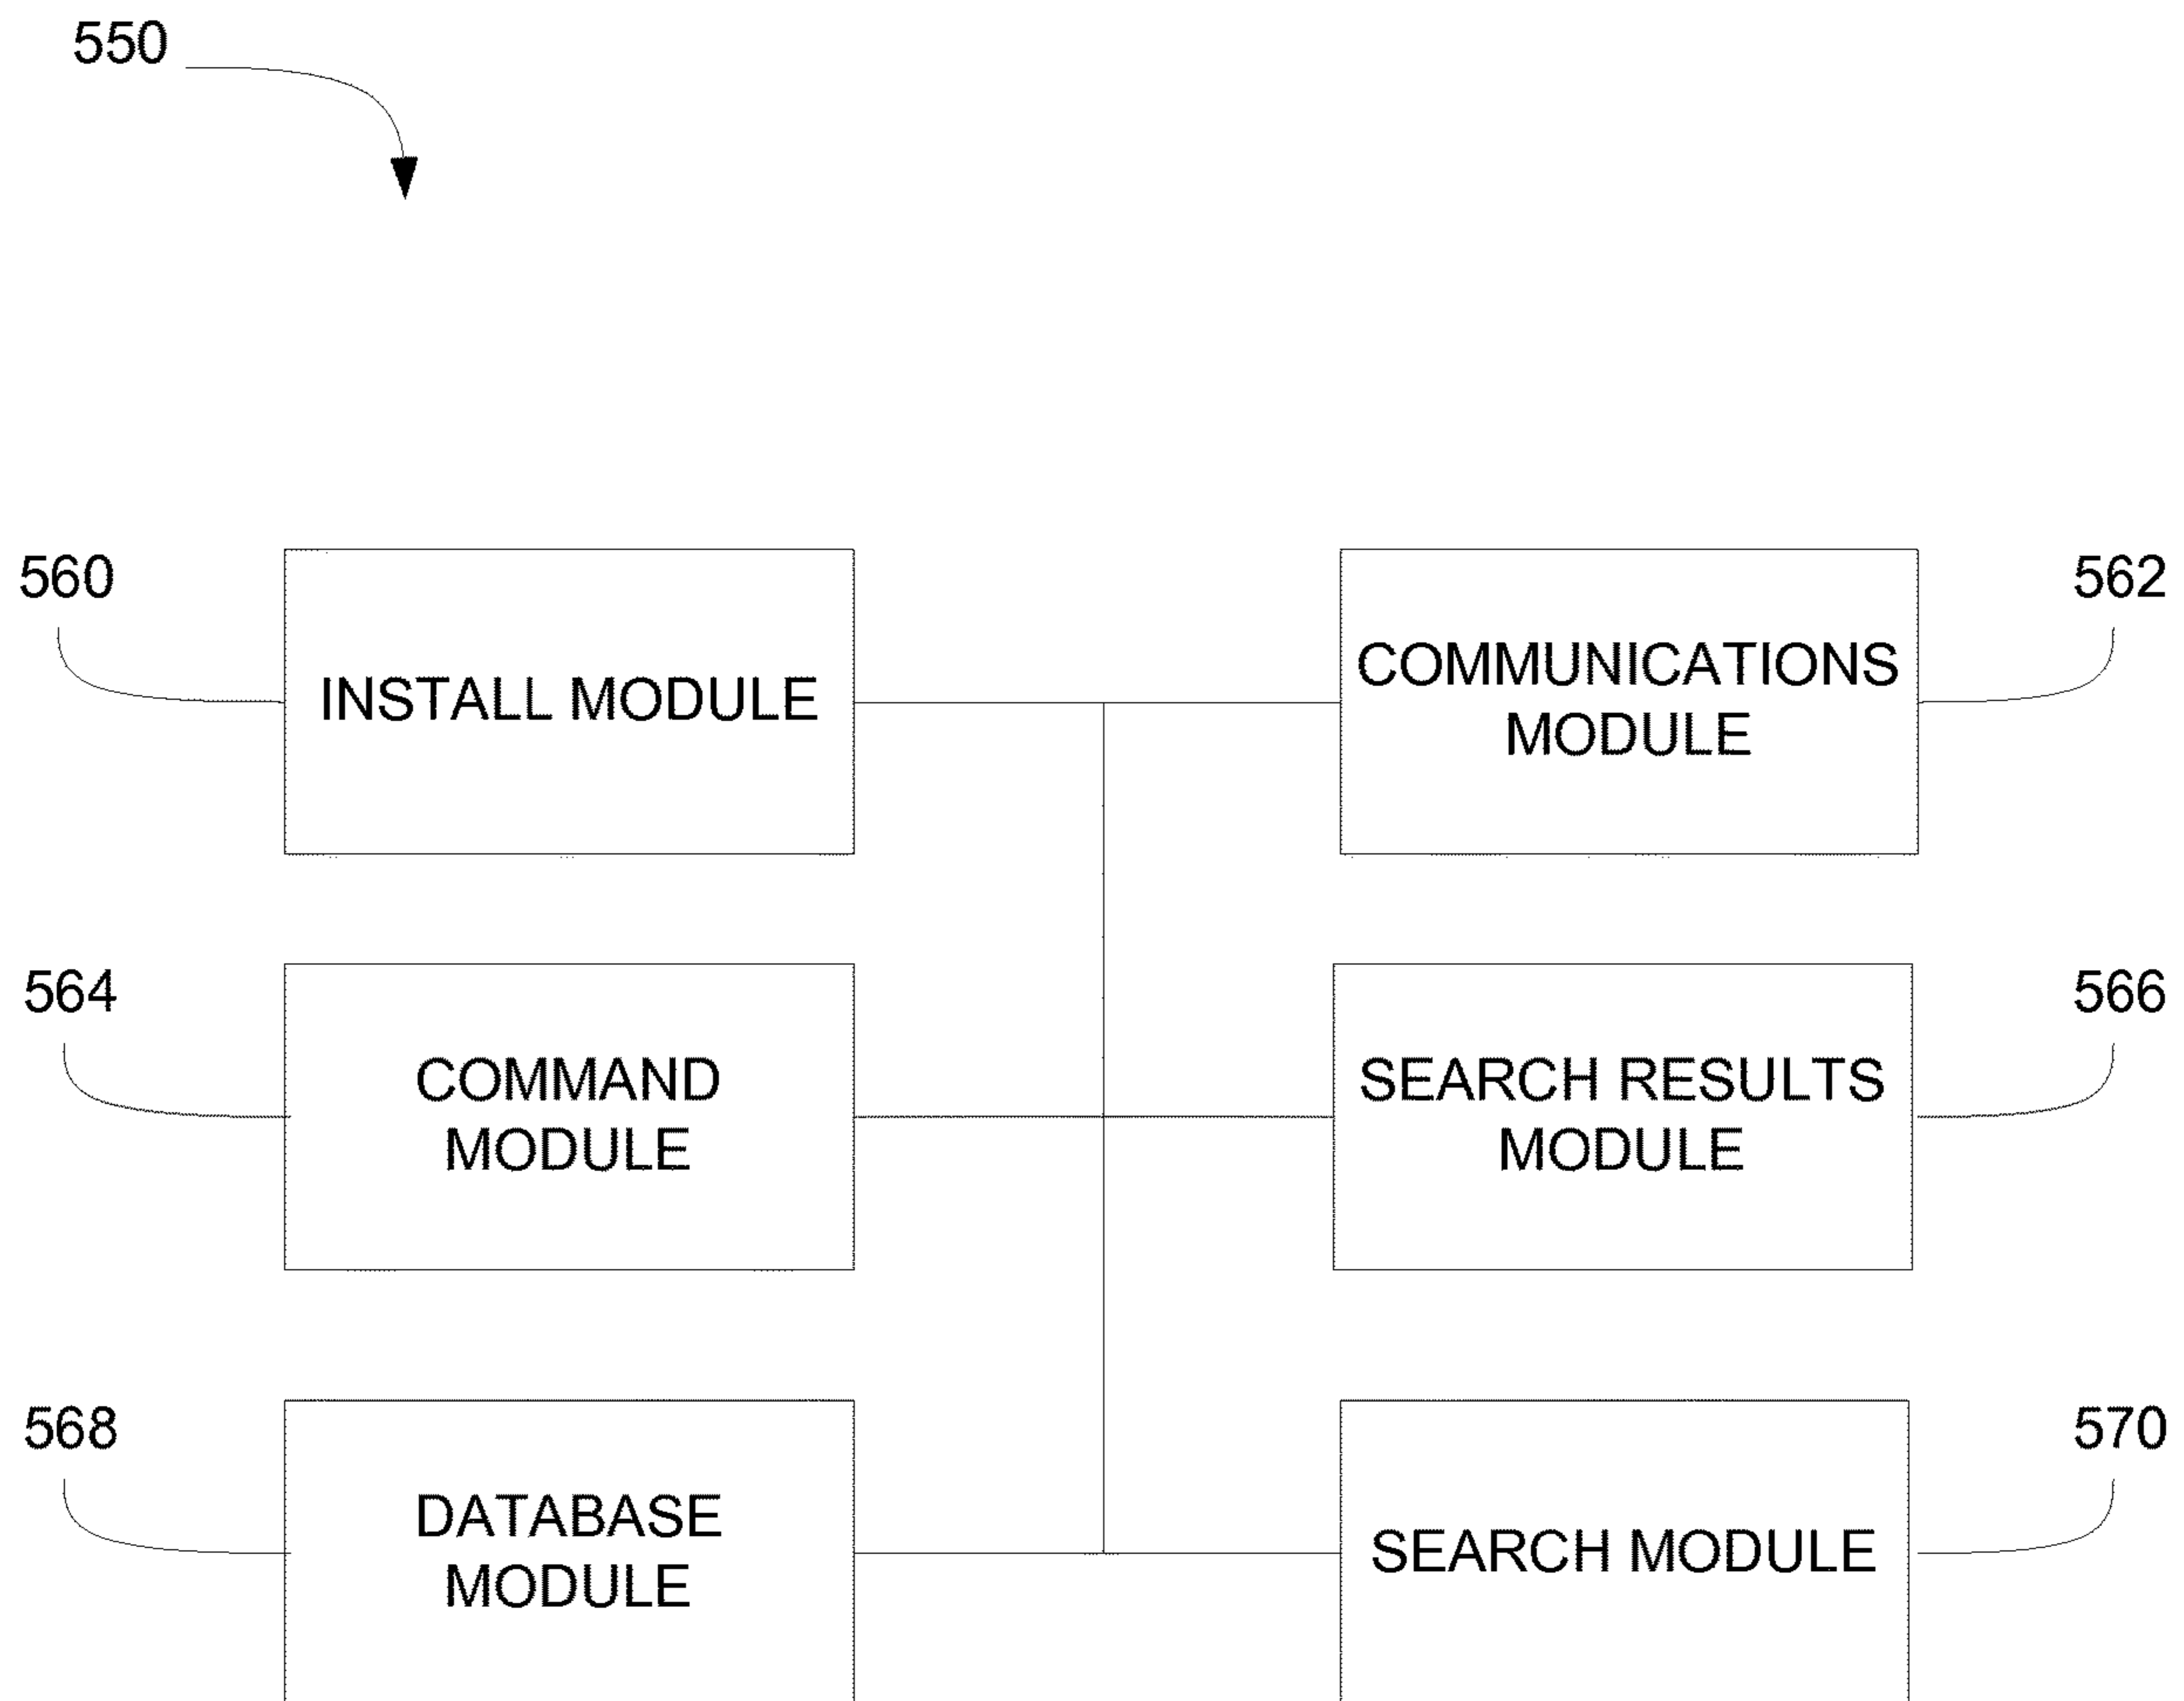 550
560
INSTALL MODULE
COMMUNICATIONS
MODULE
562
564
COMMAND
MODULE
SEARCH RESULTS
MODULE
566
568
DATABASE
MODULE
SEARCH MODULE
570